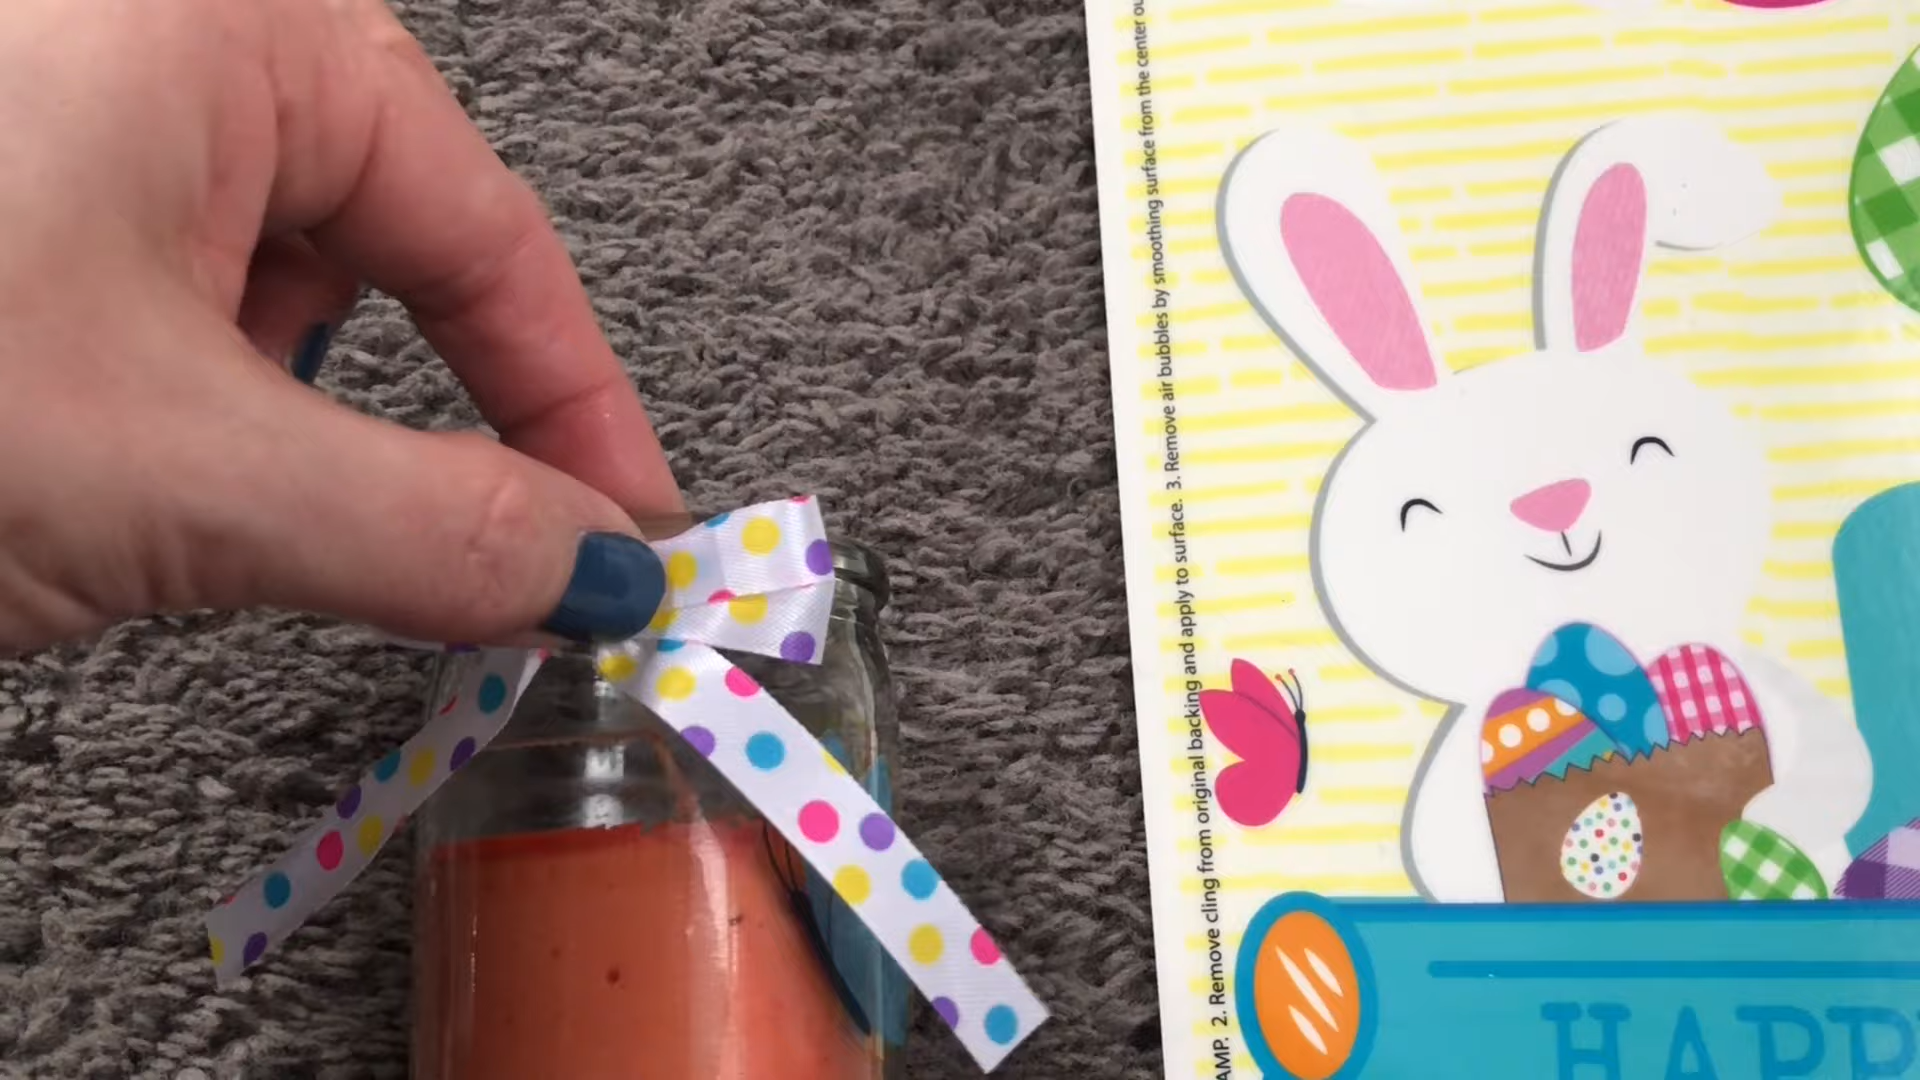 AMP. 2. Remove cling from original backing and apply to surface. 3. Remove air bubbles by smoothing surface from the center ou
HAPP